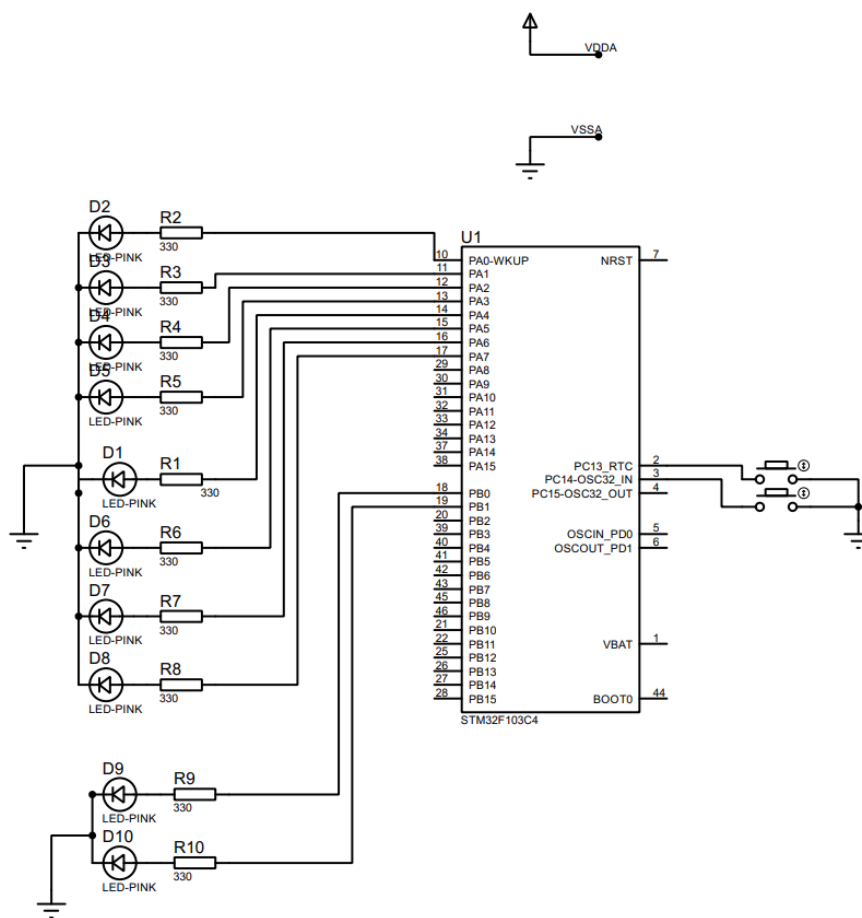 VDDA
VSSA
D2
R2
LED-PINK
330
D3
R3
LED-PINK
330
D4
R4
LED-PINK
330
D5
R5
LED-PINK
330
D1
R1
LED-PINK
330
D6
R6
LED-PINK
330
D7
R7
LED-PINK
330
D8
R8
LED-PINK
330
D9
R9
LED-PINK
330
D10
R10
LED-PINK
330
U1
10 PA0-WKUP NRST 7
11 PA1
12 PA2
13 PA3
14 PA4
15 PA5
16 PA6
17 PA7
29 PA8
30 PA9
31 PA10
32 PA11
33 PA12
34 PA13
37 PA14
38 PA15 PC13_RTC 2
PC14-OSC32_IN 3
18 PB0 PC15-OSC32_OUT 4
19 PB1
20 PB2
39 PB3 OSCIN_PD0 5
40 PB4 OSCOUT_PD1 6
41 PB5
42 PB6
43 PB7
45 PB8
46 PB9
21 PB10
22 PB11 VBAT 1
25 PB12
26 PB13
27 PB14
28 PB15 BOOT0 44
STM32F103C4